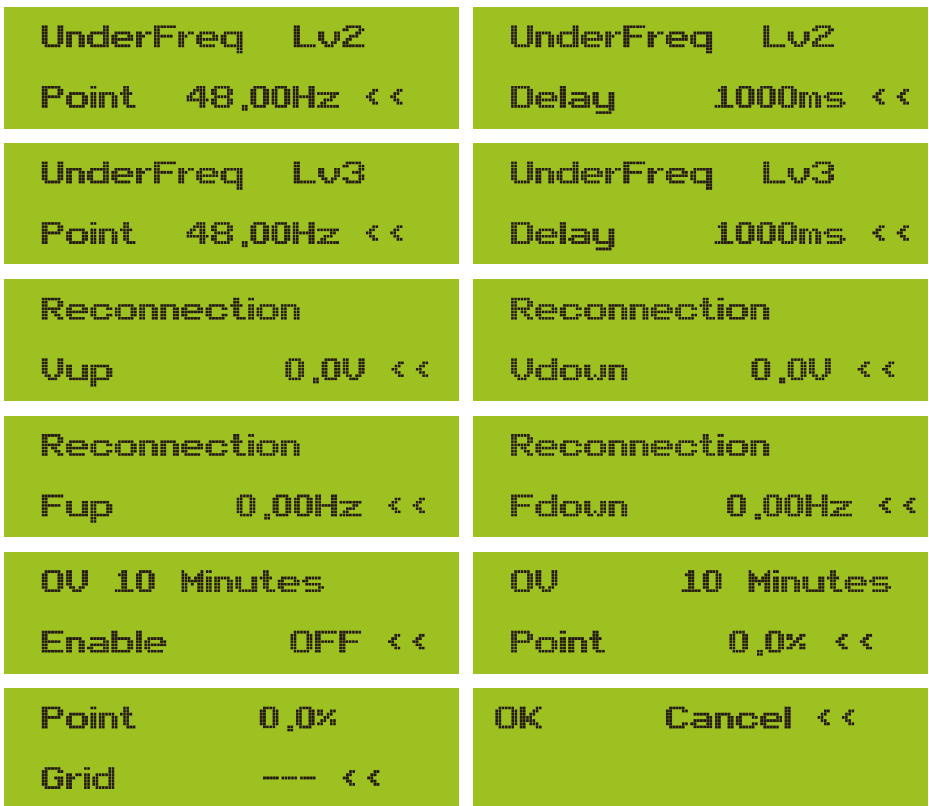 UnderFreq Lv2
Point 48.00Hz <<
UnderFreq Lv2
Delay 1000ms <<
UnderFreq Lv3
Point 48.00Hz <<
UnderFreq Lv3
Delay 1000ms <<
Reconnection
Vup 0.0V <<
Reconnection
Vdown 0.0V <<
Reconnection
Fup 0.00Hz <<
Reconnection
Fdown 0.00Hz <<
OV 10 Minutes
Enable OFF <<
OV 10 Minutes
Point 0.0% <<
Point 0.0%
Grid --- <<
OK Cancel <<